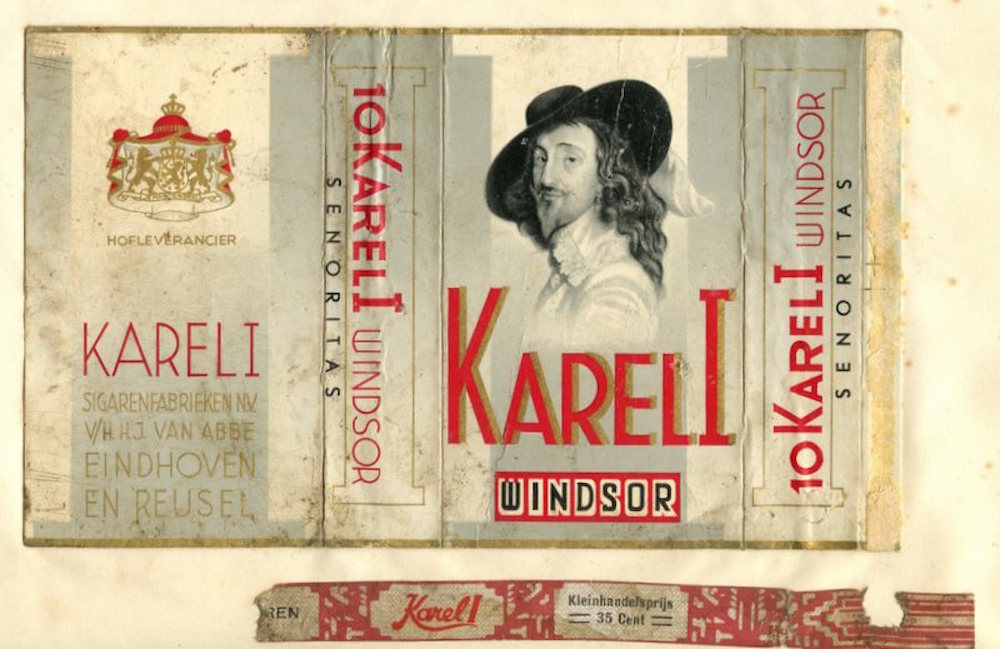 HOFLEVERANCIER
KAREL I
SIGARENFABRIEKEN N.V.
V/H H.J. VAN ABBE
EINDHOVEN
EN REUSEL
10 KAREL I WINDSOR
SENORITAS
KAREL I
WINDSOR
10 KAREL I WINDSOR
SENORITAS
REN
Karel I
Kleinhandelsprijs
35 Cent